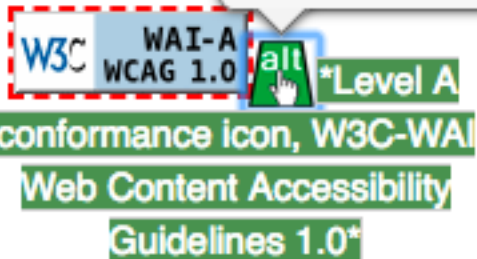 W3C WAI-A
WCAG 1.0
alt *Level A
conformance icon, W3C-WAI
Web Content Accessibility
Guidelines 1.0*